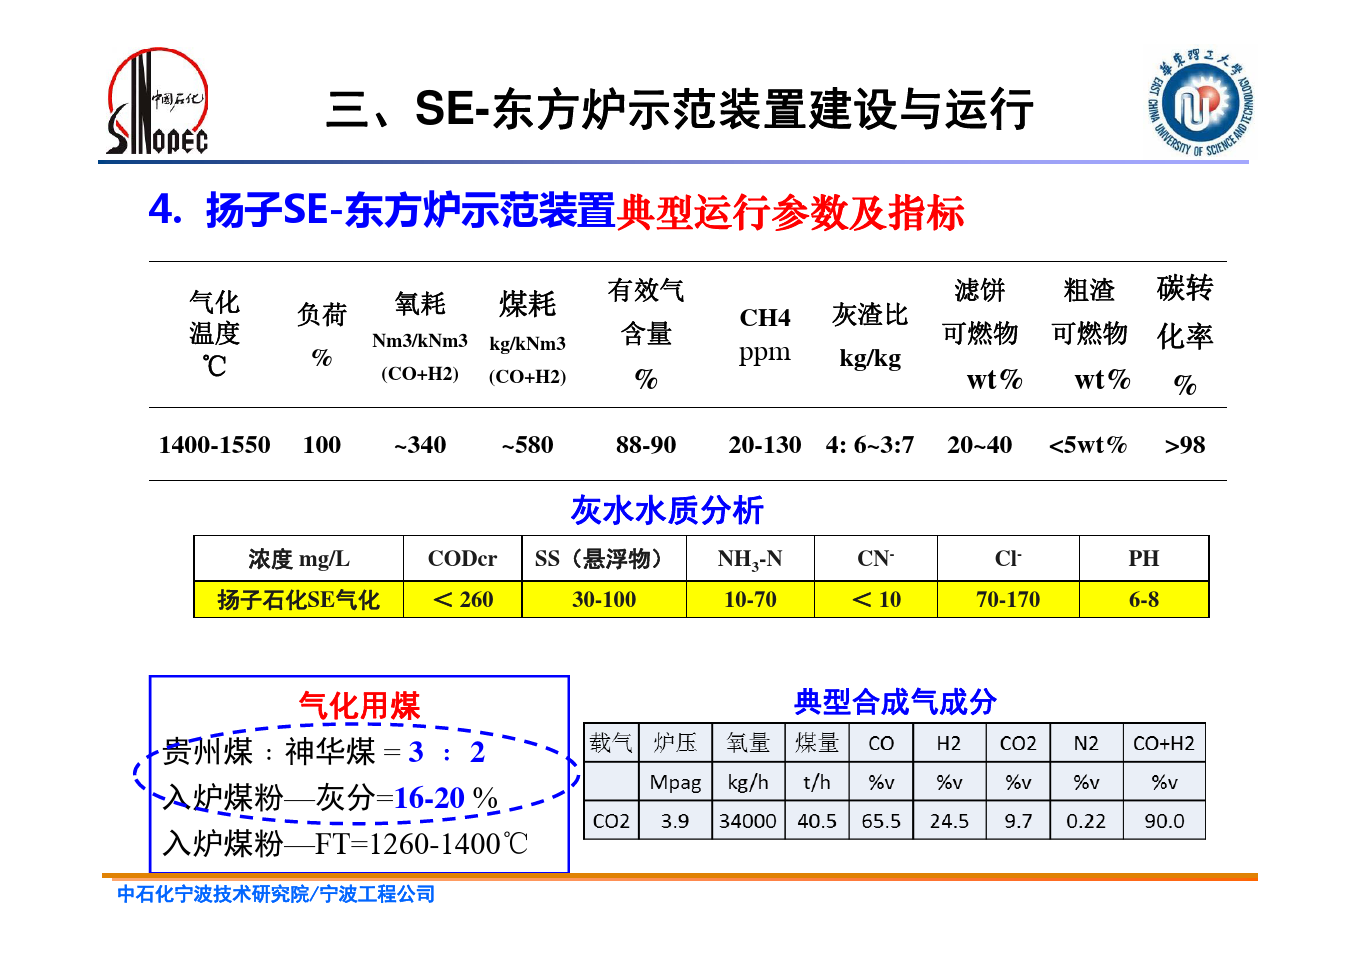 中国石化
SINOPEC
三、SE-东方炉示范装置建设与运行
华东理工大学
EAST CHINA UNIVERSITY OF SCIENCE AND TECHNOLOGY
4. 扬子SE-东方炉示范装置典型运行参数及指标
气化温度℃ 负荷% 氧耗Nm3/kNm3(CO+H2) 煤耗kg/kNm3(CO+H2) 有效气含量% CH4 ppm 灰渣比kg/kg 滤饼可燃物wt% 粗渣可燃物wt% 碳转化率%
1400-1550 100 ~340 ~580 88-90 20-130 4: 6~3:7 20~40 <5wt% >98
灰水水质分析
浓度 mg/L CODcr SS（悬浮物） NH3-N CN- Cl- PH
扬子石化SE气化 ＜260 30-100 10-70 ＜10 70-170 6-8
气化用煤
贵州煤：神华煤 = 3 ：2
入炉煤粉—灰分=16-20 %
入炉煤粉—FT=1260-1400℃
典型合成气成分
载气 炉压 氧量 煤量 CO H2 CO2 N2 CO+H2
Mpag kg/h t/h %v %v %v %v %v
CO2 3.9 34000 40.5 65.5 24.5 9.7 0.22 90.0
中石化宁波技术研究院/宁波工程公司